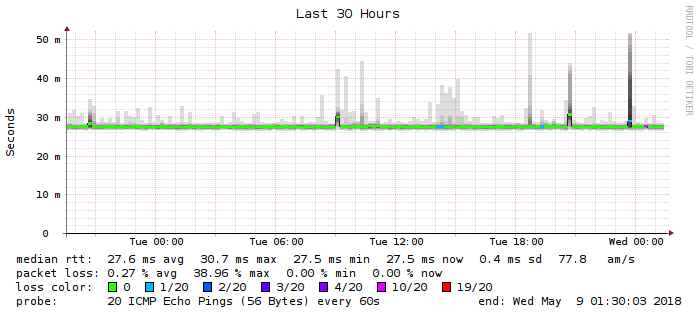 Last 30 Hours
RRDTOOL / TOBI OETIKER
Seconds
50 m
40 m
30 m
20 m
10 m
0
Tue 00:00 Tue 06:00 Tue 12:00 Tue 18:00 Wed 00:00
median rtt: 27.6 ms avg 30.7 ms max 27.5 ms min 27.5 ms now 0.4 ms sd 77.8 am/s
packet loss: 0.27 % avg 38.96 % max 0.00 % min 0.00 % now
loss color: 0 1/20 2/20 3/20 4/20 10/20 19/20
probe: 20 ICMP Echo Pings (56 Bytes) every 60s end: Wed May 9 01:30:03 2018